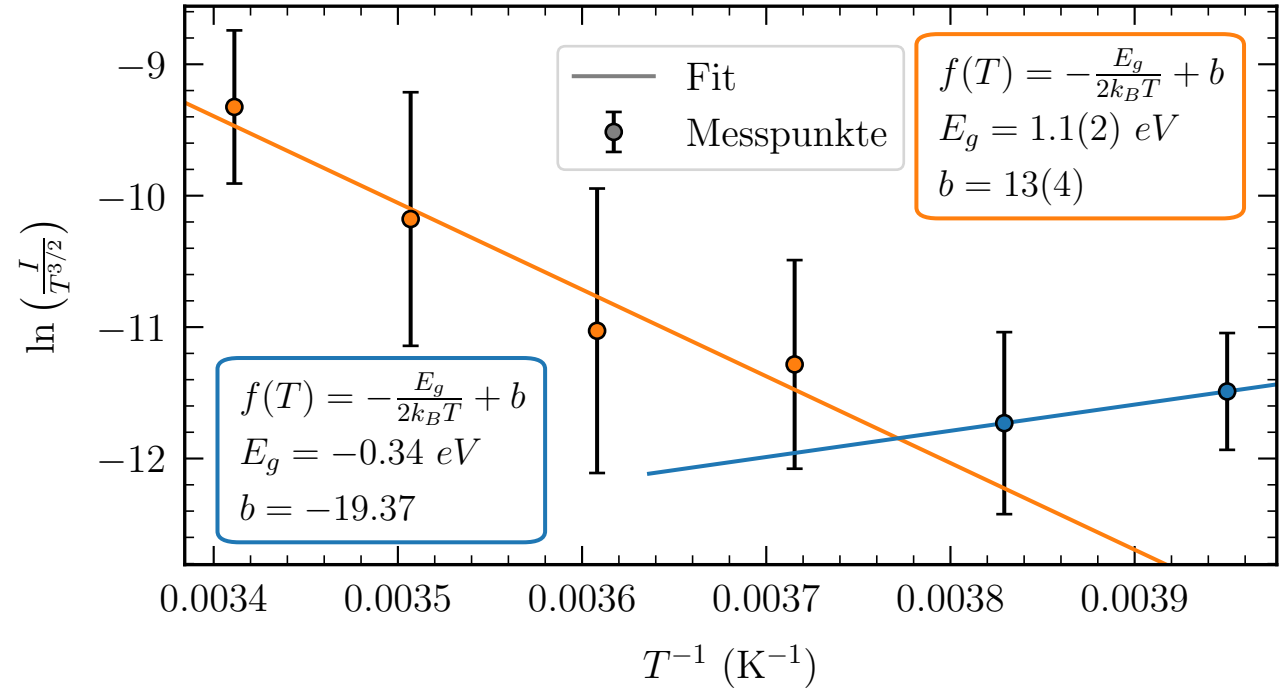 −9
−10
−11
−12
ln (I/T^{3/2})
Fit
Messpunkte
f(T) = −E_g/2k_BT + b
E_g = 1.1(2) eV
b = 13(4)
f(T) = −E_g/2k_BT + b
E_g = −0.34 eV
b = −19.37
0.0034 0.0035 0.0036 0.0037 0.0038 0.0039
T^{−1} (K^{−1})